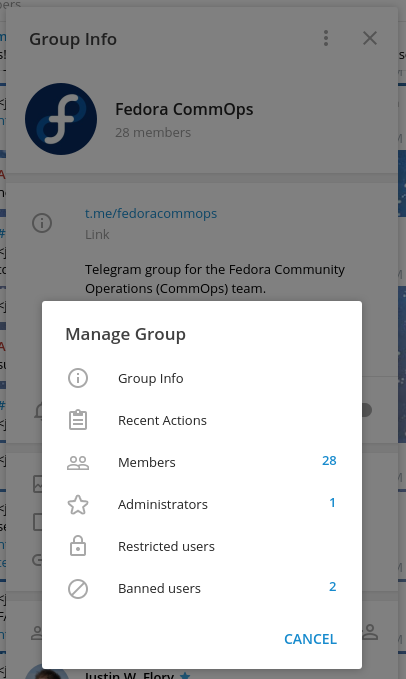 Group Info
Fedora CommOps
28 members
t.me/fedoracommops
Link
Telegram group for the Fedora Community
Operations (CommOps) team.
Manage Group
Group Info
Recent Actions
Members 28
Administrators 1
Restricted users
Banned users 2
CANCEL
Justin W. Flory